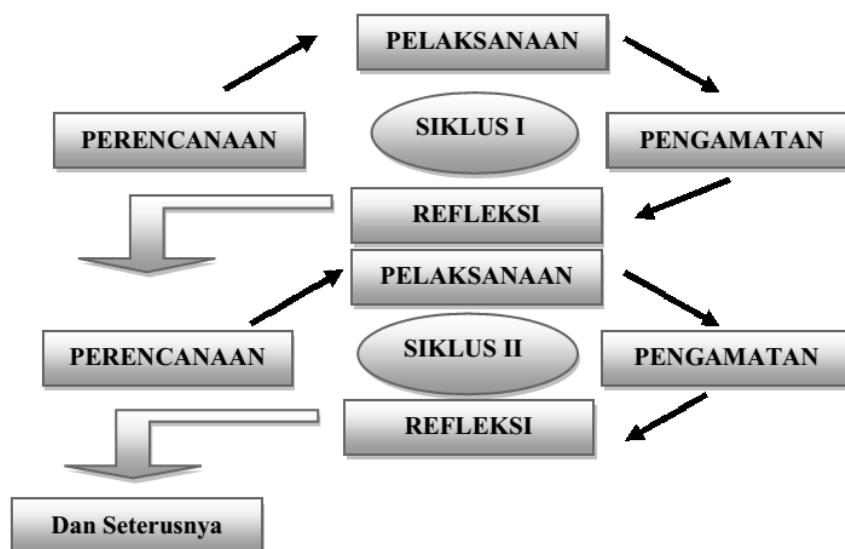 PELAKSANAAN
SIKLUS I
PERENCANAAN
PENGAMATAN
REFLEKSI
PELAKSANAAN
SIKLUS II
PERENCANAAN
PENGAMATAN
REFLEKSI
Dan Seterusnya